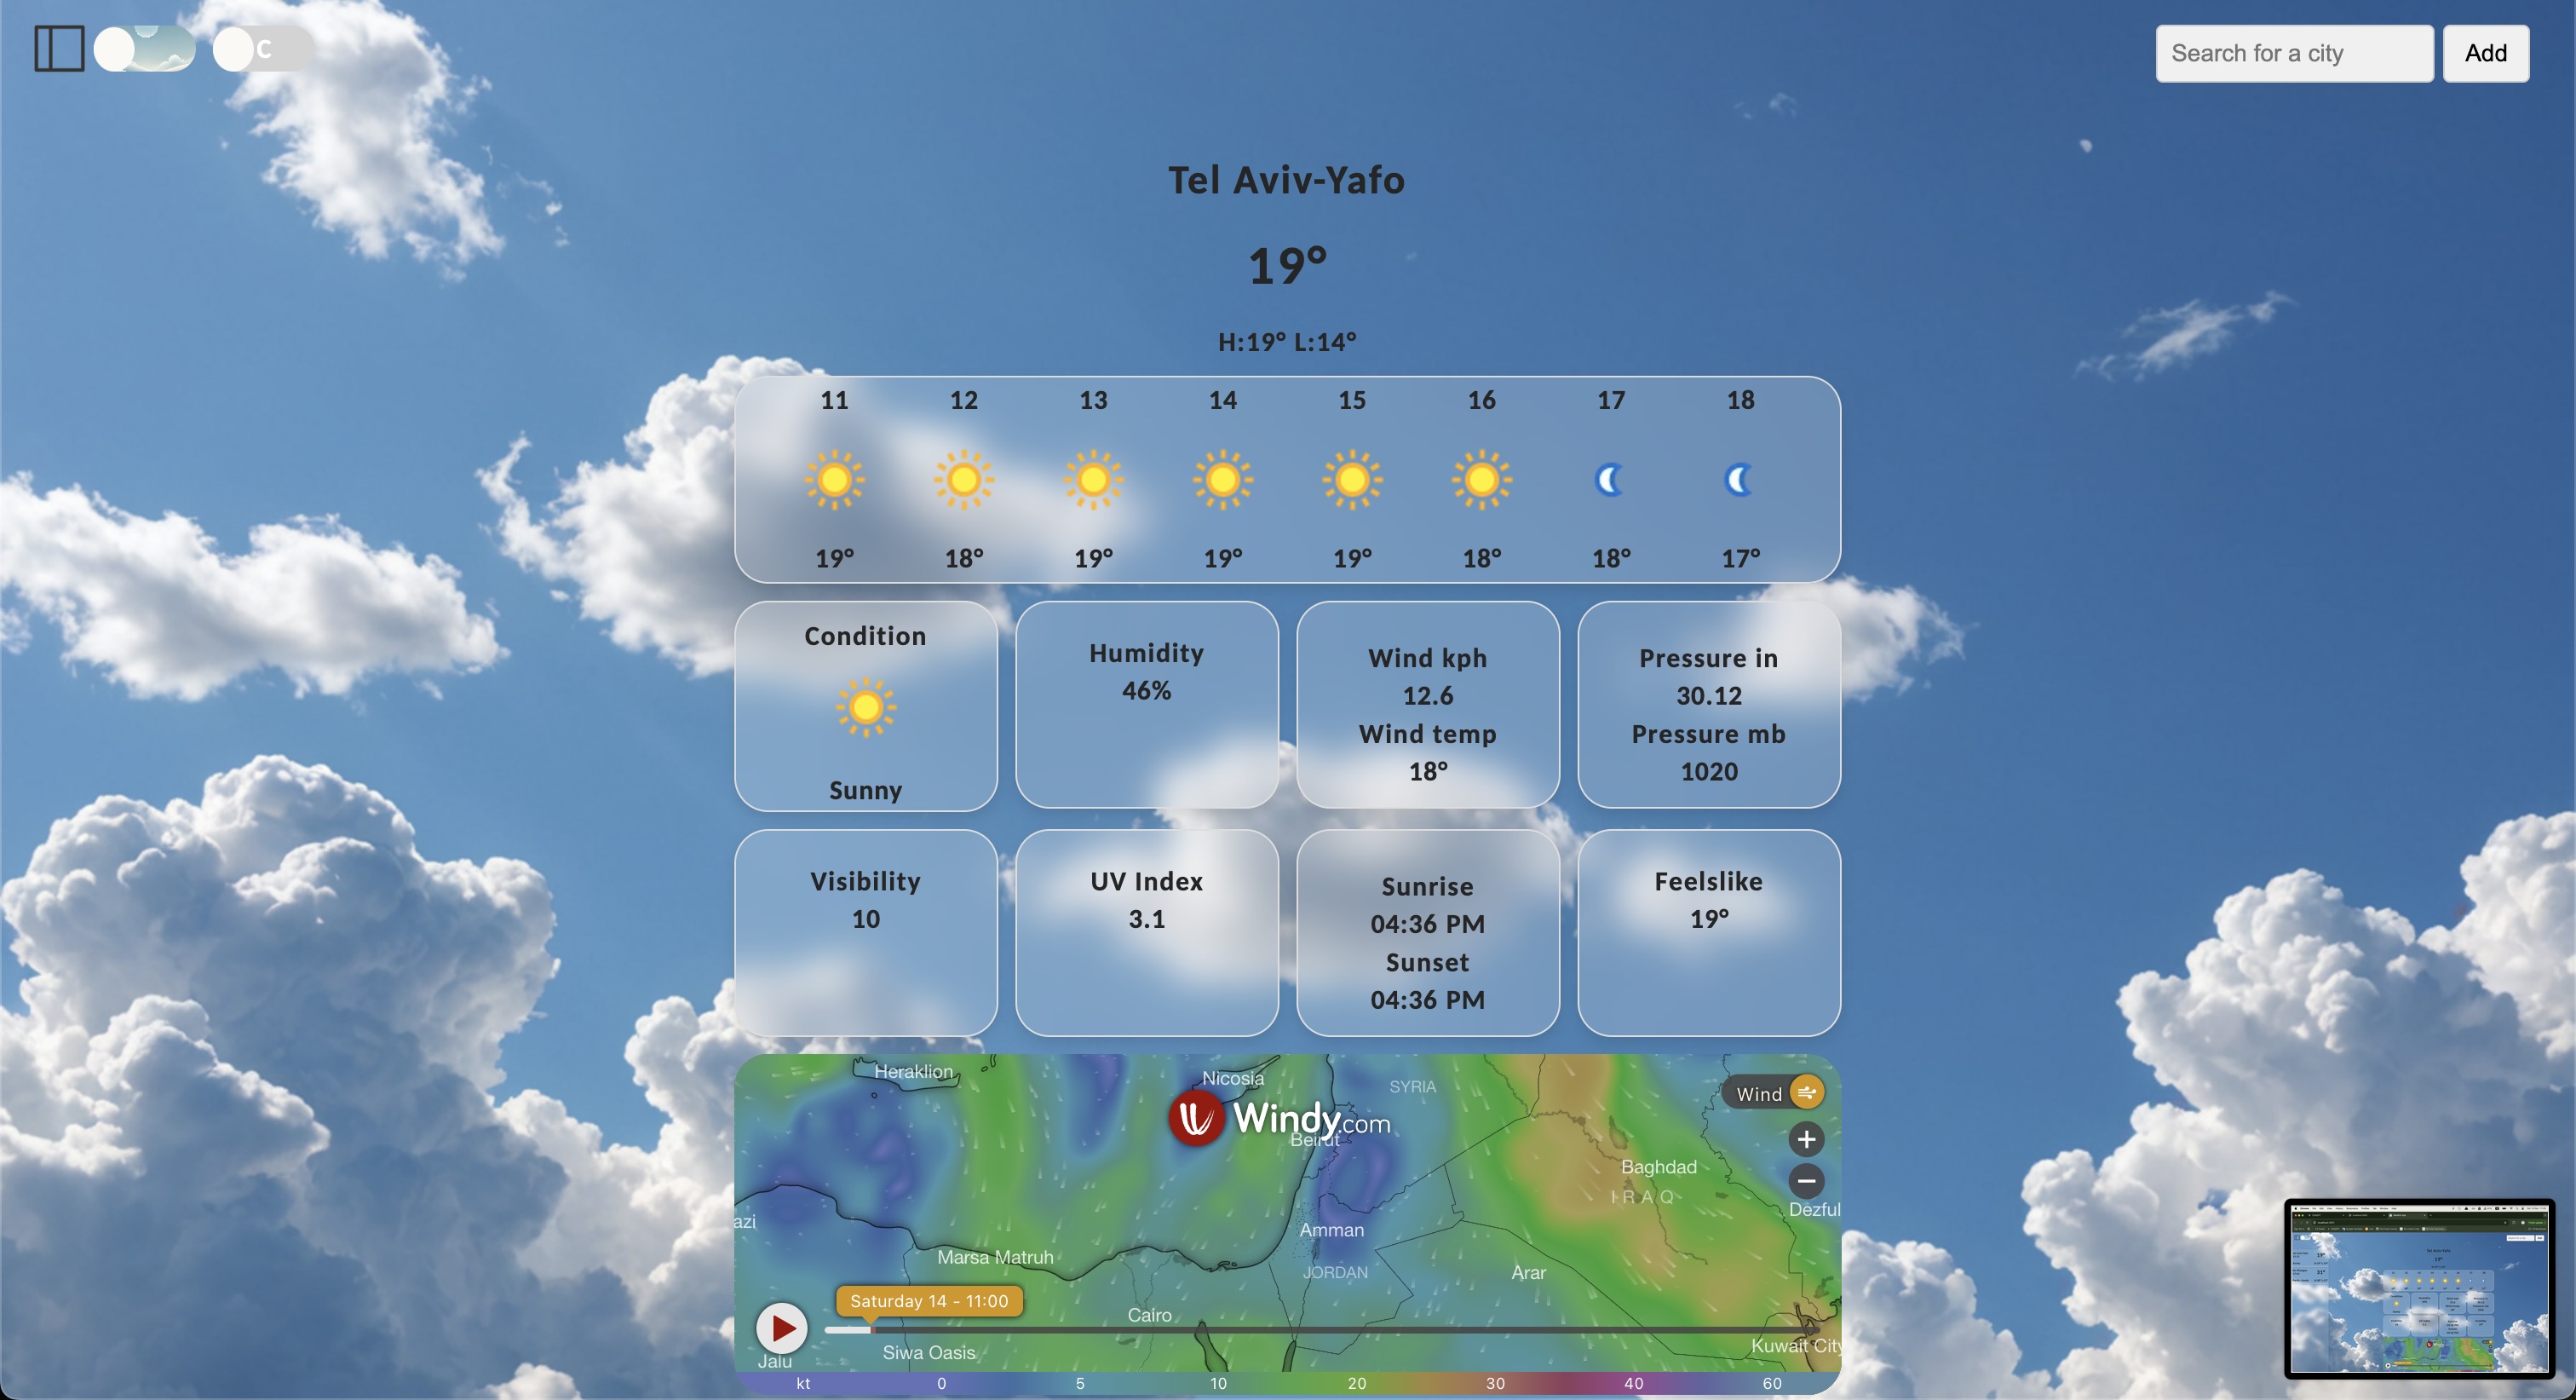 C
Search for a city
Add
Tel Aviv-Yafo
19°
H:19° L:14°
11 12 13 14 15 16 17 18
19° 18° 19° 19° 19° 18° 18° 17°
Condition
Sunny
Humidity
46%
Wind kph
12.6
Wind temp
18°
Pressure in
30.12
Pressure mb
1020
Visibility
10
UV Index
3.1
Sunrise
04:36 PM
Sunset
04:36 PM
Feelslike
19°
Heraklion
Nicosia
SYRIA
Wind
Windy.com
Beirut
Baghdad
IRAQ
Dezful
azi
Amman
Marsa Matruh
JORDAN
Arar
Saturday 14 - 11:00
Cairo
Kuwait City
Siwa Oasis
Jalu
kt 0 5 10 20 30 40 60